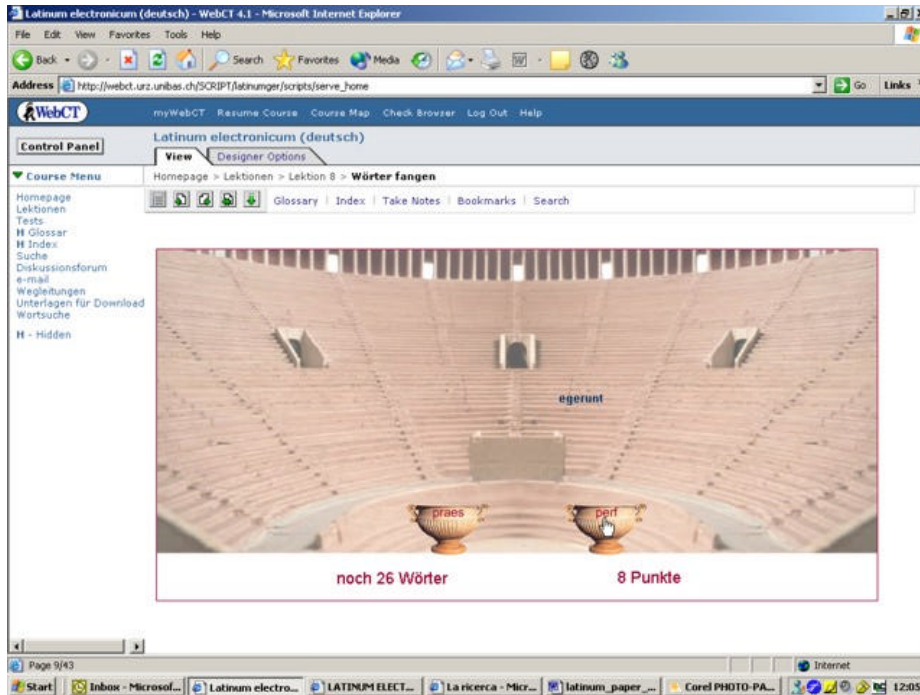 Latinum electronicum (deutsch) - WebCT 4.1 - Microsoft Internet Explorer
File Edit View Favorites Tools Help
Back Search Favorites Media
Address http://webct.urz.unibas.ch/SCRIPT/latinumger/scripts/serve_home Go Links
WebCT myWebCT Resume Course Course Map Check Browser Log Out Help
Control Panel
Latinum electronicum (deutsch)
View Designer Options
Course Menu
Homepage > Lektionen > Lektion 8 > Wörter fangen
Glossary | Index | Take Notes | Bookmarks | Search
Homepage
Lektionen
Tests
H Glossar
H Index
Suche
Diskussionsforum
e-mail
Wegleitungen
Unterlagen für Download
Wortsuche
H - Hidden
egerunt
praes perf
noch 26 Wörter 8 Punkte
Page 9/43 Internet
Start Inbox - Microsof... Latinum electro... LATINUM ELECT... La ricerca - Micr... latinum_paper_... Corel PHOTO-PA...